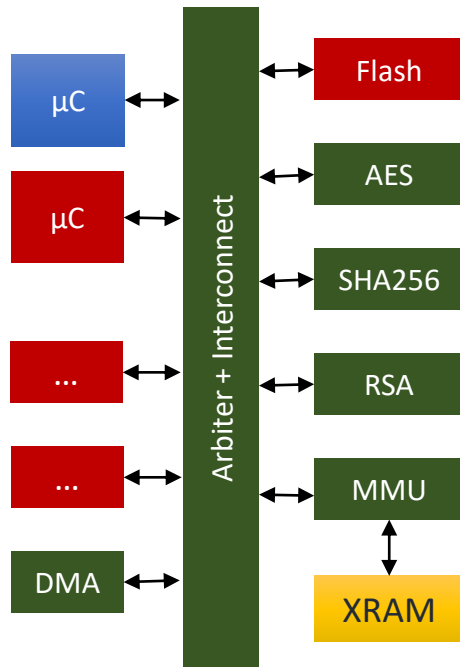 μC
μC
...
...
DMA
Arbiter + Interconnect
Flash
AES
SHA256
RSA
MMU
XRAM